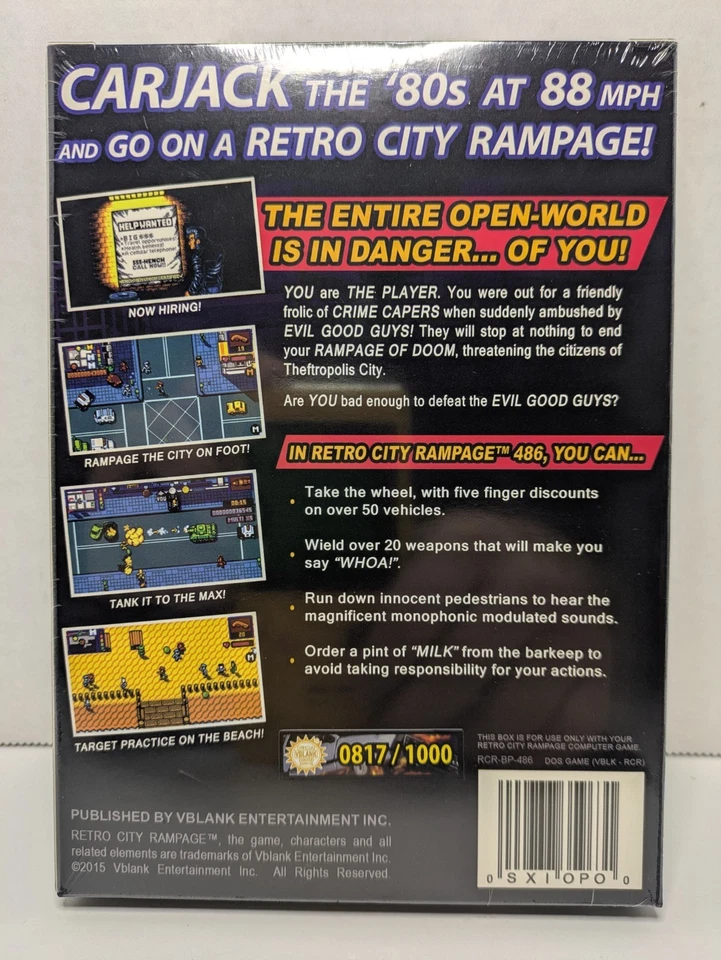 CARJACK THE '80s AT 88 MPH
AND GO ON A RETRO CITY RAMPAGE!
HELP WANTED
BIG $$$
CALL NOW!!
NOW HIRING!
THE ENTIRE OPEN-WORLD
IS IN DANGER... OF YOU!
YOU are THE PLAYER. You were out for a friendly
frolic of CRIME CAPERS when suddenly ambushed by
EVIL GOOD GUYS! They will stop at nothing to end
your RAMPAGE OF DOOM, threatening the citizens of
Theftropolis City.
Are YOU bad enough to defeat the EVIL GOOD GUYS?
RAMPAGE THE CITY ON FOOT!
IN RETRO CITY RAMPAGE™ 486, YOU CAN...
• Take the wheel, with five finger discounts
on over 50 vehicles.
• Wield over 20 weapons that will make you
say "WHOA!".
• Run down innocent pedestrians to hear the
magnificent monophonic modulated sounds.
• Order a pint of "MILK" from the barkeep to
avoid taking responsibility for your actions.
TANK IT TO THE MAX!
TARGET PRACTICE ON THE BEACH!
VBLANK
0817/1000
THIS BOX IS FOR USE ONLY WITH YOUR
RETRO CITY RAMPAGE COMPUTER GAME.
RCR-BP-486 DOS GAME (VBLK - RCR)
PUBLISHED BY VBLANK ENTERTAINMENT INC.
RETRO CITY RAMPAGE™, the game, characters and all
related elements are trademarks of Vblank Entertainment Inc.
©2015 Vblank Entertainment Inc. All Rights Reserved.
0 SXIOPO 0